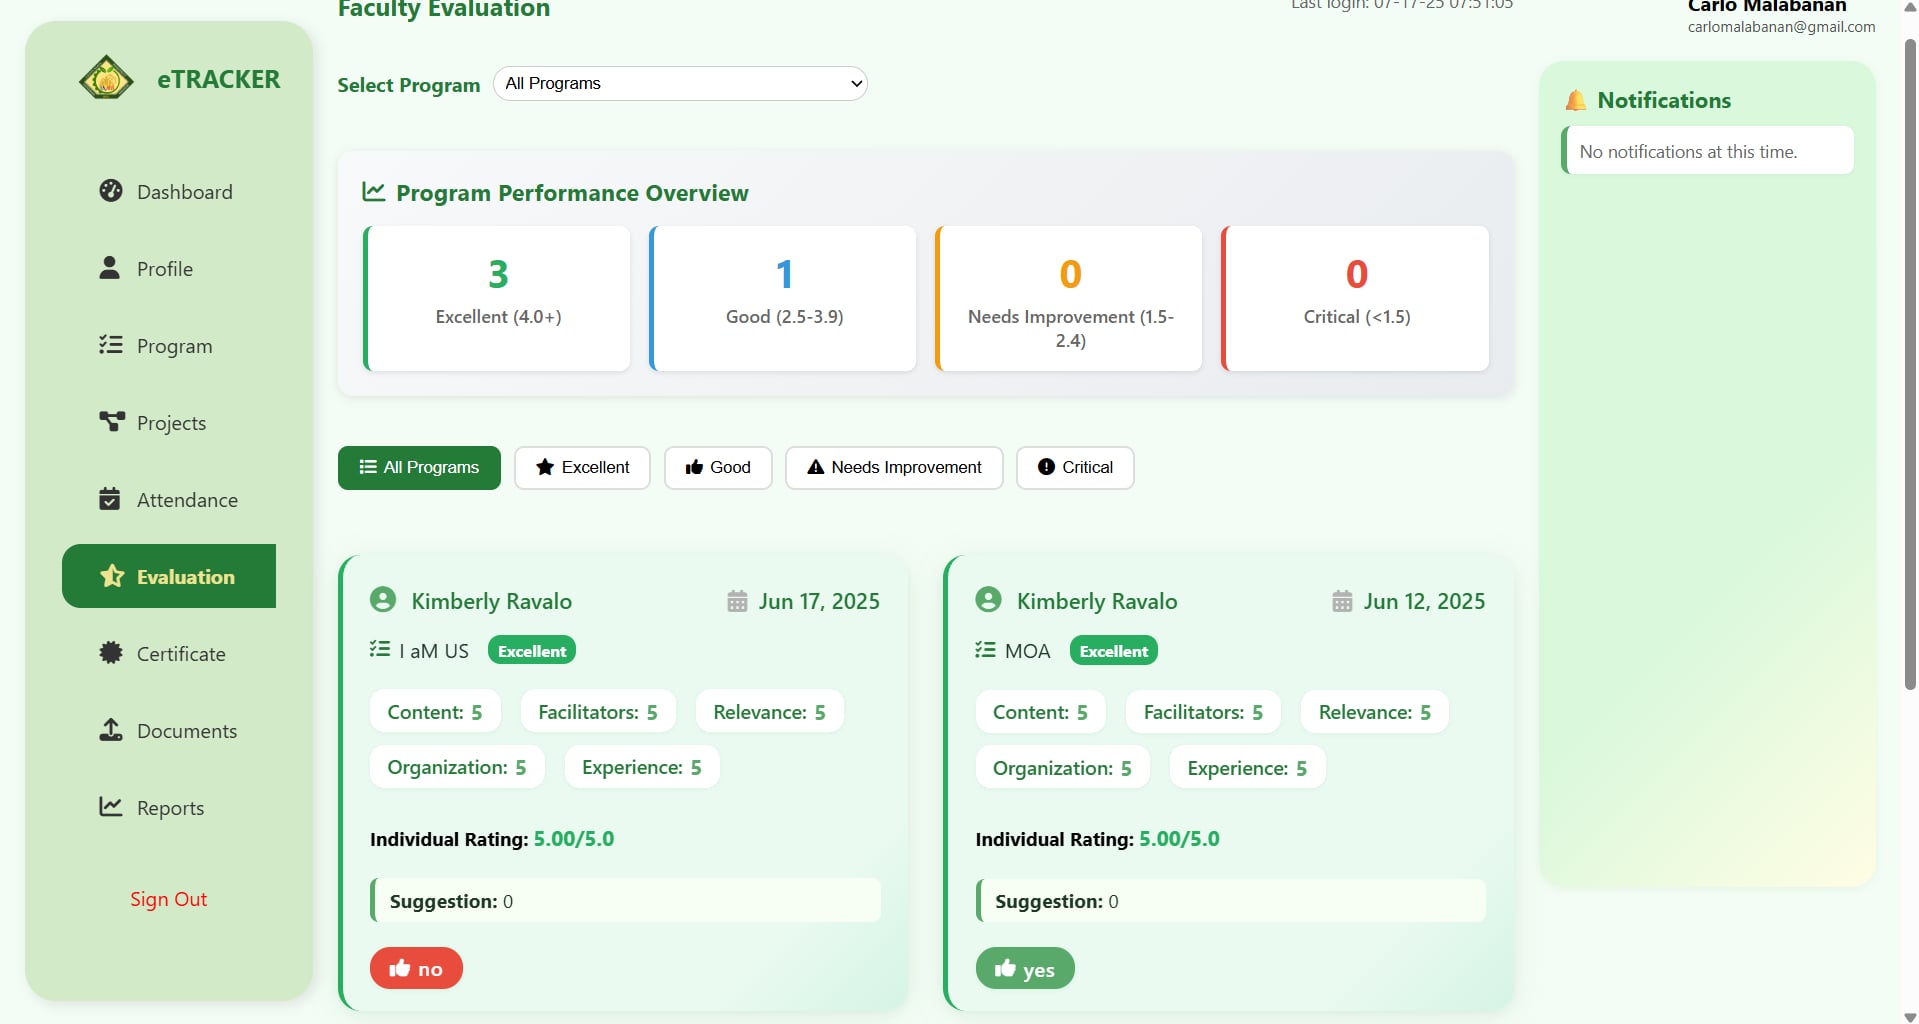 Faculty Evaluation
Last login: 07-17-25 07:51:05
Carlo Malabanan
carlomalabanan@gmail.com
eTRACKER
Dashboard
Profile
Program
Projects
Attendance
Evaluation
Certificate
Documents
Reports
Sign Out
Select Program
All Programs
Program Performance Overview
3
Excellent (4.0+)
1
Good (2.5-3.9)
0
Needs Improvement (1.5-
2.4)
0
Critical (<1.5)
All Programs
Excellent
Good
Needs Improvement
Critical
Kimberly Ravalo
Jun 17, 2025
I aM US
Excellent
Content: 5
Facilitators: 5
Relevance: 5
Organization: 5
Experience: 5
Individual Rating: 5.00/5.0
Suggestion: 0
no
Kimberly Ravalo
Jun 12, 2025
MOA
Excellent
Content: 5
Facilitators: 5
Relevance: 5
Organization: 5
Experience: 5
Individual Rating: 5.00/5.0
Suggestion: 0
yes
Notifications
No notifications at this time.